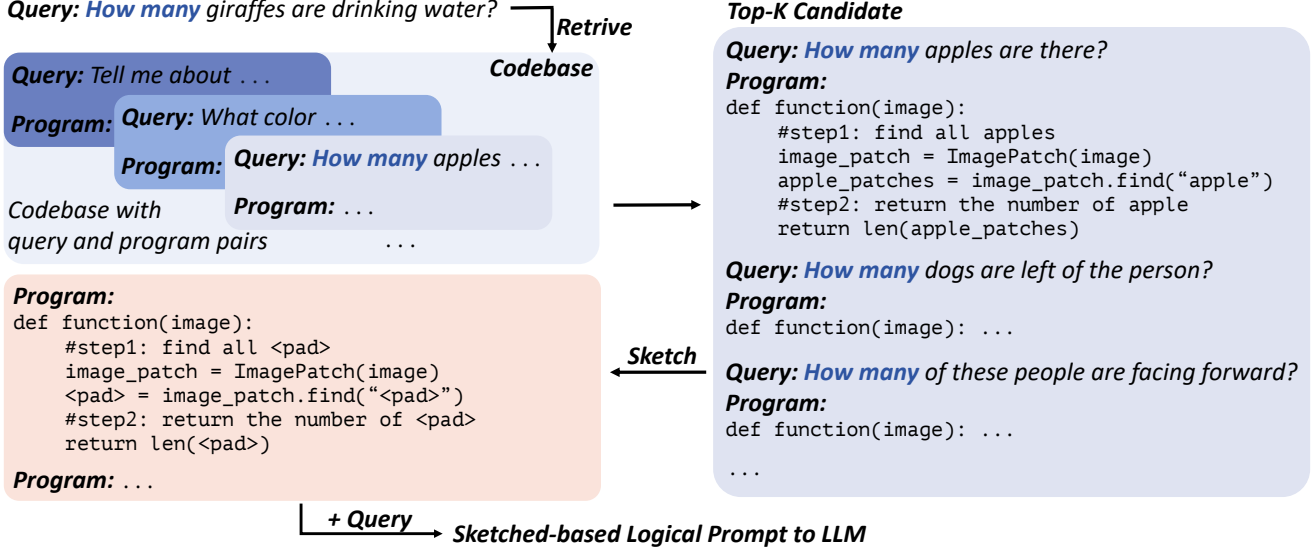 Query: How many giraffes are drinking water?
Retrive
Codebase
Query: Tell me about ...
Program:
Query: What color ...
Program:
Query: How many apples ...
Program: ...
Codebase with
query and program pairs ...
Top-K Candidate
Query: How many apples are there?
Program:
def function(image):
    #step1: find all apples
    image_patch = ImagePatch(image)
    apple_patches = image_patch.find(“apple”)
    #step2: return the number of apple
    return len(apple_patches)
Query: How many dogs are left of the person?
Program:
def function(image): ...
Query: How many of these people are facing forward?
Program:
def function(image): ...
...
Sketch
Program:
def function(image):
    #step1: find all <pad>
    image_patch = ImagePatch(image)
    <pad> = image_patch.find(“<pad>”)
    #step2: return the number of <pad>
    return len(<pad>)
Program: ...
+ Query
Sketched-based Logical Prompt to LLM